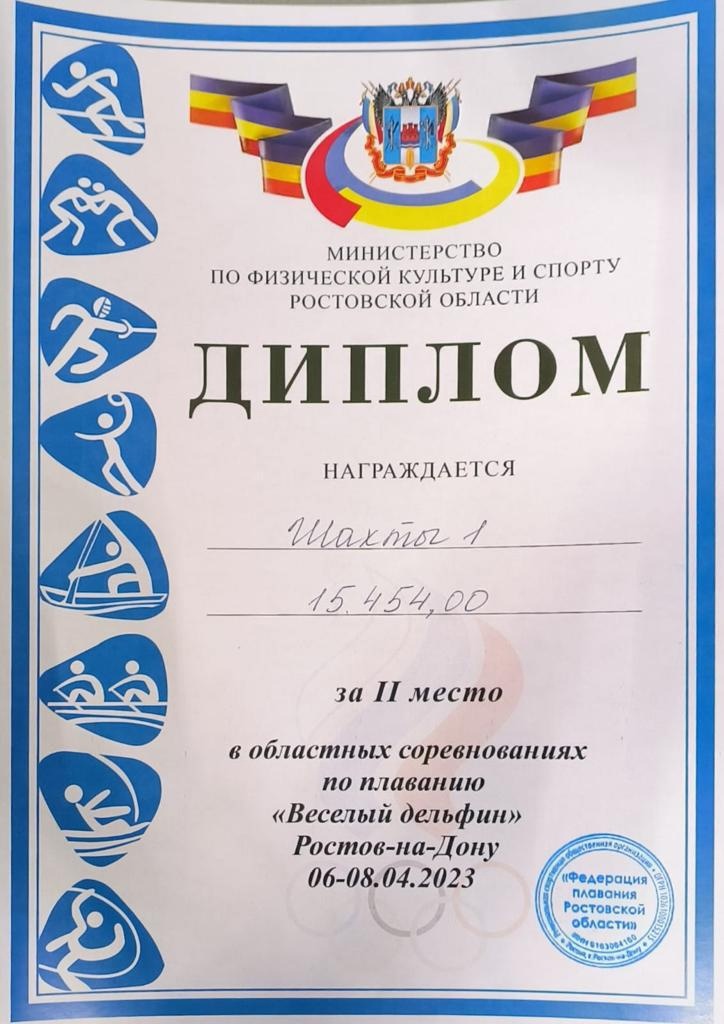 МИНИСТЕРСТВО
ПО ФИЗИЧЕСКОЙ КУЛЬТУРЕ И СПОРТУ
РОСТОВСКОЙ ОБЛАСТИ
ДИПЛОМ
НАГРАЖДАЕТСЯ
Шахты 1
15.454,00
за II место
в областных соревнованиях
по плаванию
«Веселый дельфин»
Ростов-на-Дону
06-08.04.2023
«Федерация
плавания
Ростовской
области»